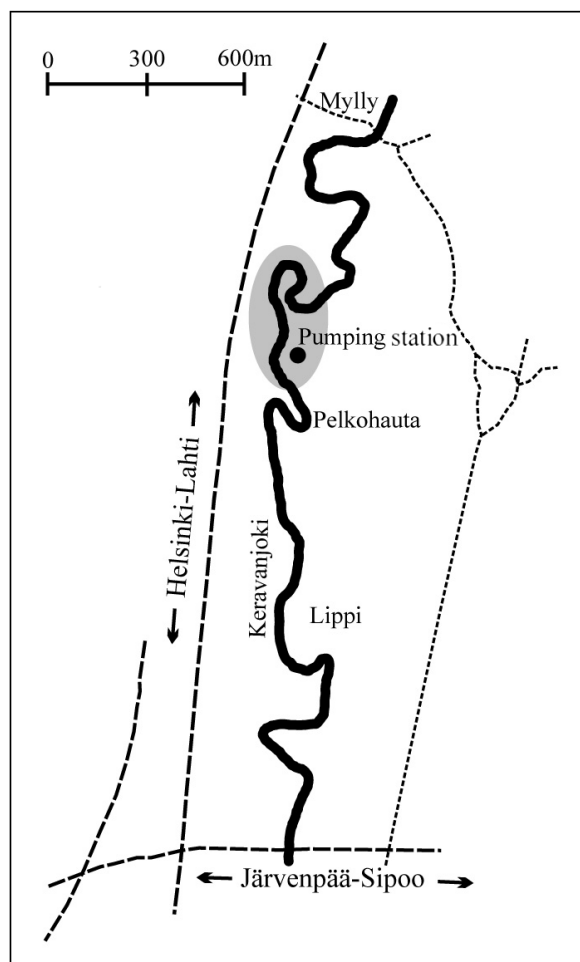 0 300 600m
Mylly
Pumping station
Pelkohauta
Helsinki-Lahti
Keravanjoki
Lippi
Järvenpää-Sipoo